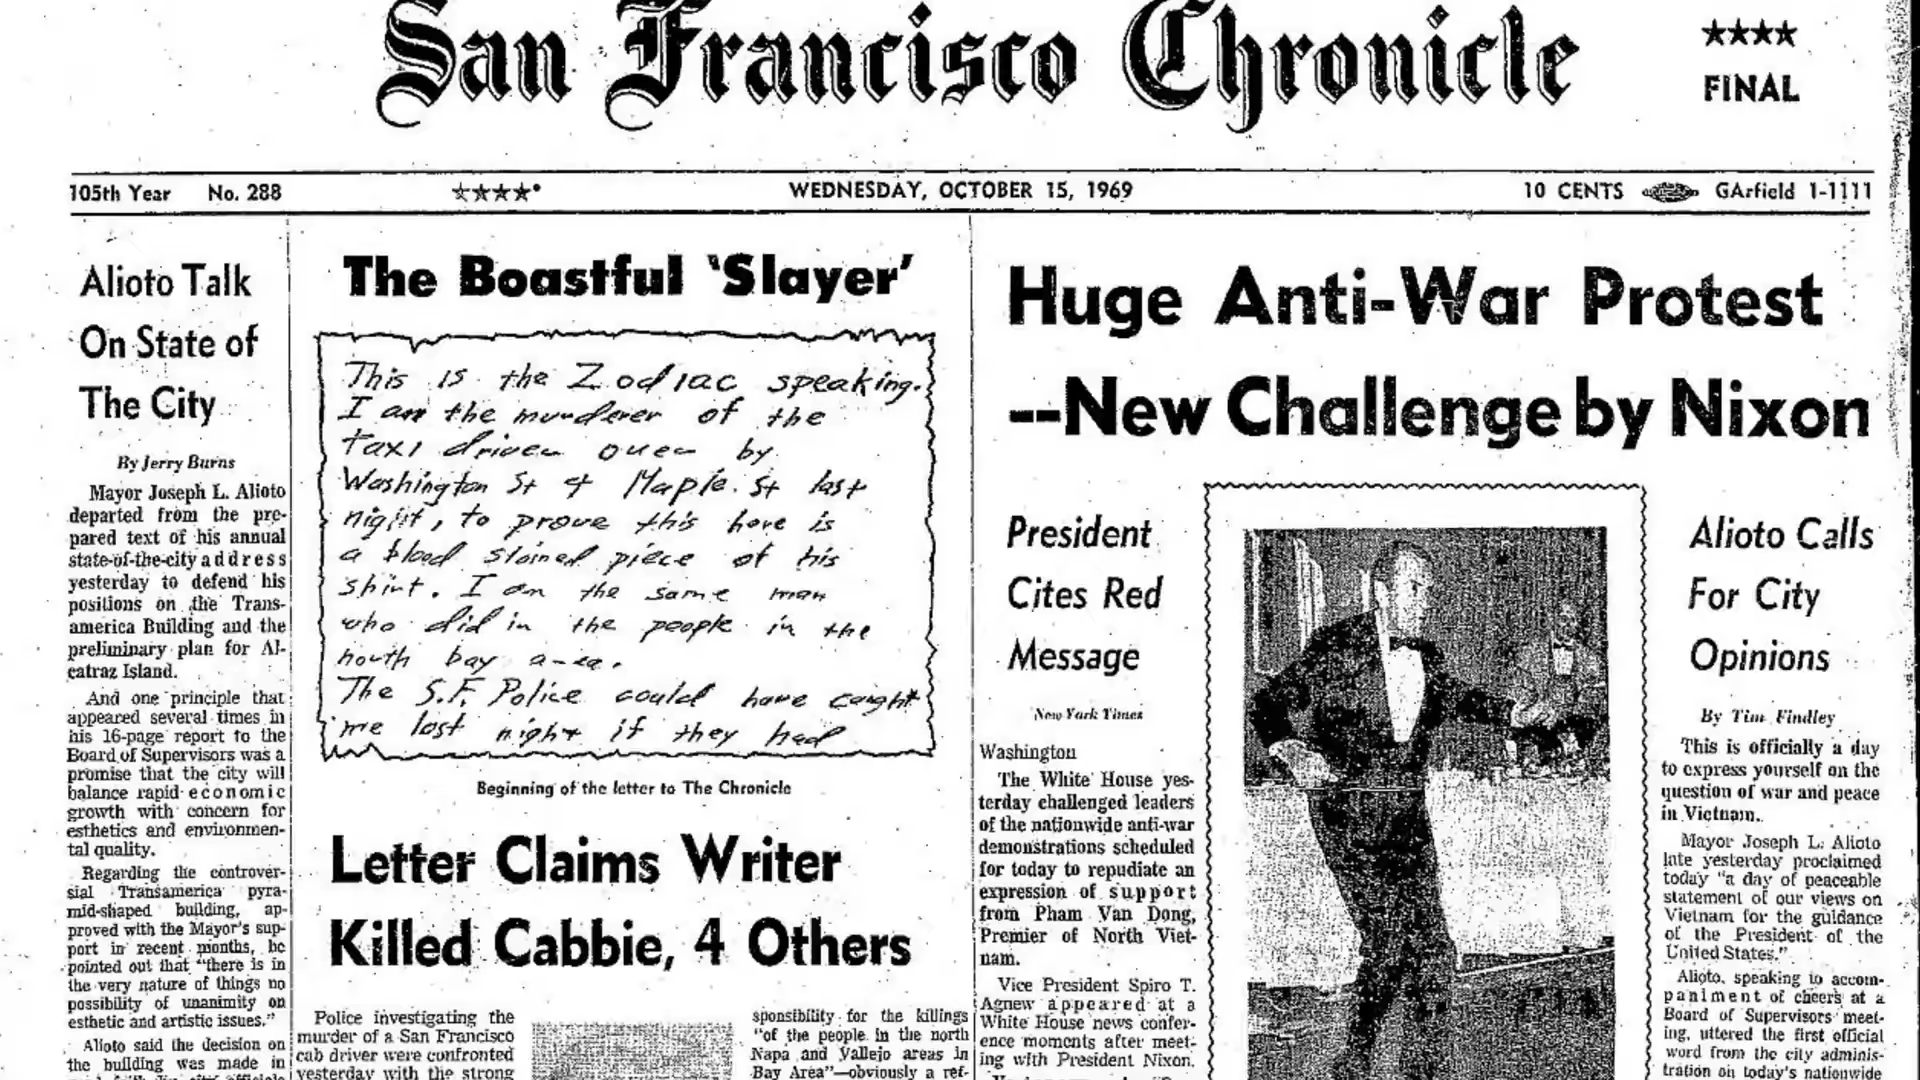 San Francisco Chronicle
★★★★
FINAL
105th Year No. 288
★★★★
WEDNESDAY, OCTOBER 15, 1969
10 CENTS GArfield 1-1111
Alioto Talk
On State of
The City
By Jerry Burns
Mayor Joseph L. Alioto
departed from the pre-
pared text of his annual
state-of-the-city address
yesterday to defend his
positions on the Trans-
america Building and the
preliminary plan for Al-
catraz Island.
And one principle that
appeared several times in
his 16-page report to the
Board of Supervisors was a
promise that the city will
balance rapid economic
growth with concern for
esthetics and environmen-
tal quality.
Regarding the controver-
sial Transamerica pyra-
mid-shaped building, ap-
proved with the Mayor's sup-
port in recent months, he
pointed out that "there is in
the very nature of things no
possibility of unanimity on
esthetic and artistic issues."
Alioto said the decision on
the building was made in
The Boastful 'Slayer'
This is the Zodiac speaking.
I am the murderer of the
taxi driver over by
Washington St & Maple St last
night, to prove this here is
a blood stained piece of his
shirt. I am the same man
who did in the people in the
north bay area.
The S.F. Police could have caught
me last night if they had
Beginning of the letter to The Chronicle
Letter Claims Writer
Killed Cabbie, 4 Others
Police investigating the
murder of a San Francisco
cab driver were confronted
yesterday with the strong
sponsibility for the killings
"of the people in the north
Napa and Vallejo areas in
Bay Area"—obviously a ref-
Huge Anti-War Protest
--New Challenge by Nixon
President
Cites Red
Message
New York Times
Washington
The White House yes-
terday challenged leaders
of the nationwide anti-war
demonstrations scheduled
for today to repudiate an
expression of support
from Pham Van Dong,
Premier of North Viet-
nam.
Vice President Spiro T.
Agnew appeared at a
White House news confer-
ence moments after meet-
ing with President Nixon.
Alioto Calls
For City
Opinions
By Tim Findley
This is officially a day
to express yourself on the
question of war and peace
in Vietnam.
Mayor Joseph L. Alioto
late yesterday proclaimed
today "a day of peaceable
statement of our views on
Vietnam for the guidance
of the President of the
United States."
Alioto, speaking to accom-
paniment of cheers at a
Board of Supervisors' meet-
ing, uttered the first official
word from the city adminis-
tration on today's nationwide